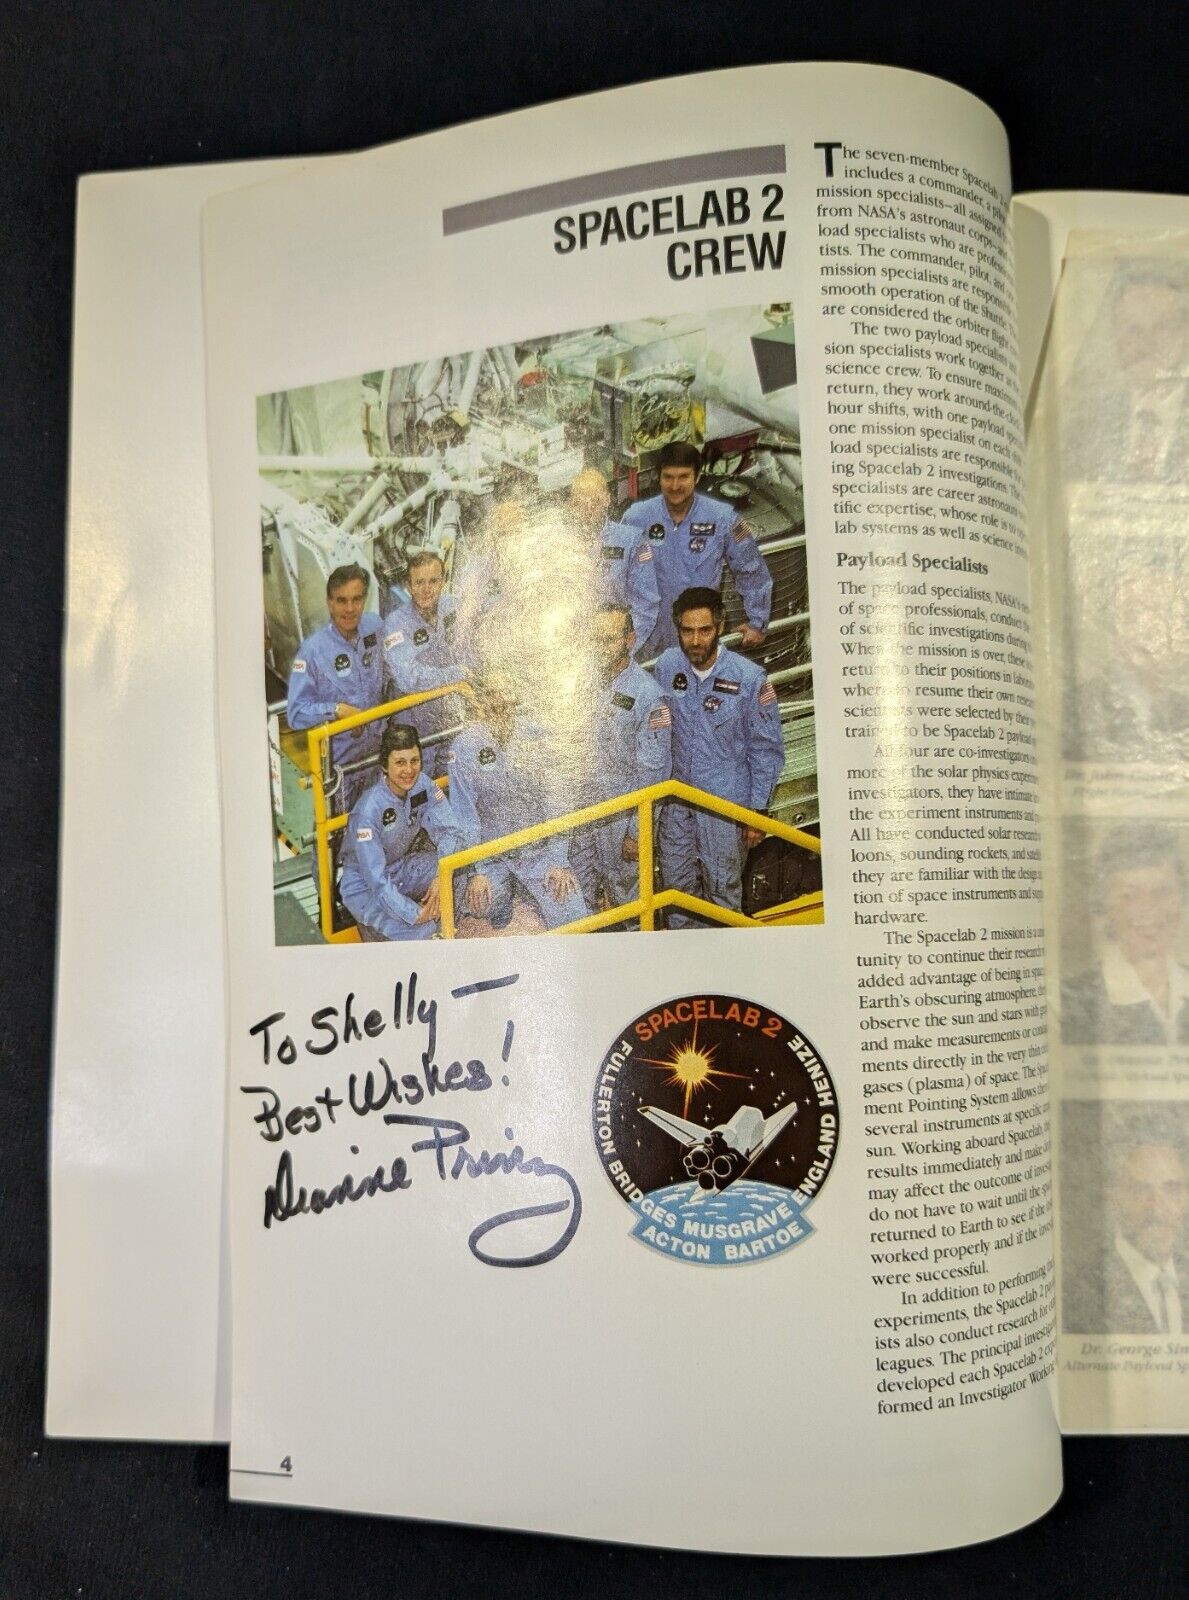 SPACELAB 2
CREW
The seven-member Spacelab 2
includes a commander, a pilot
mission specialists—all assigned
from NASA's astronaut corps—and
load specialists who are
tists. The commander, pilot, and
mission specialists are responsible
smooth operation of the Shuttle.
are considered the orbiter flight
The two payload specialists
sion specialists work together
science crew. To ensure
return, they work around-the-clock
hour shifts, with one payload
one mission specialist on each
load specialists are responsible
ing Spacelab 2 investigations. The
specialists are career astronauts
tific expertise, whose role is to
lab systems as well as science
Payload Specialists
The payload specialists, NASA's
of space professionals, conduct
of scientific investigations during
When the mission is over, these
return to their positions in
where resume their own
scientists were selected by their
trained to be Spacelab 2 payload
All four are co-investigators
more of the solar physics
investigators, they have intimate
the experiment instruments and
All have conducted solar research
loons, sounding rockets, and
they are familiar with the design
tion of space instruments and
hardware.
The Spacelab 2 mission is a
tunity to continue their research
added advantage of being in space
Earth's obscuring atmosphere,
observe the sun and stars with
and make measurements or
ments directly in the very thin
gases (plasma) of space. The
ment Pointing System allows
several instruments at specific
sun. Working aboard Spacelab,
results immediately and make
may affect the outcome of
do not have to wait until the
returned to Earth to see if the
worked properly and if the
were successful.
In addition to performing
experiments, the Spacelab 2
ists also conduct research for
leagues. The principal
developed each Spacelab 2
formed an Investigator Working
To Shelly —
Best Wishes!
Dianne Prinz
SPACELAB 2
FULLERTON BRIDGES MUSGRAVE ENGLAND HENIZE
ACTON BARTOE
4
Dr. George
Alternate Payload